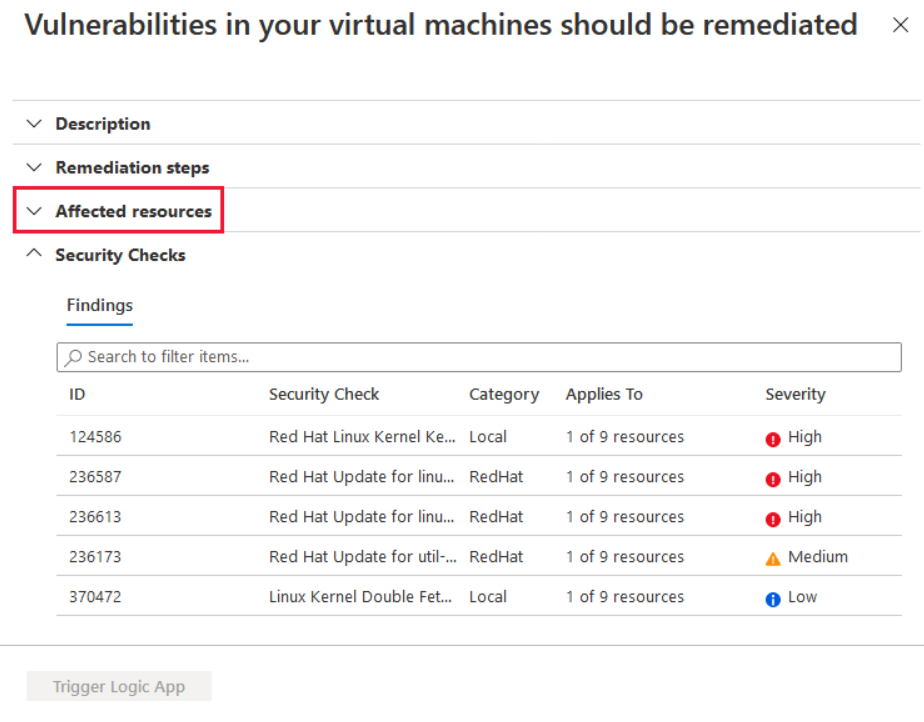 Vulnerabilities in your virtual machines should be remediated
Description
Remediation steps
Affected resources
Security Checks
Findings
Search to filter items...
ID Security Check Category Applies To Severity
124586 Red Hat Linux Kernel Ke... Local 1 of 9 resources High
236587 Red Hat Update for linu... RedHat 1 of 9 resources High
236613 Red Hat Update for linu... RedHat 1 of 9 resources High
236173 Red Hat Update for util-... RedHat 1 of 9 resources Medium
370472 Linux Kernel Double Fet... Local 1 of 9 resources Low
Trigger Logic App